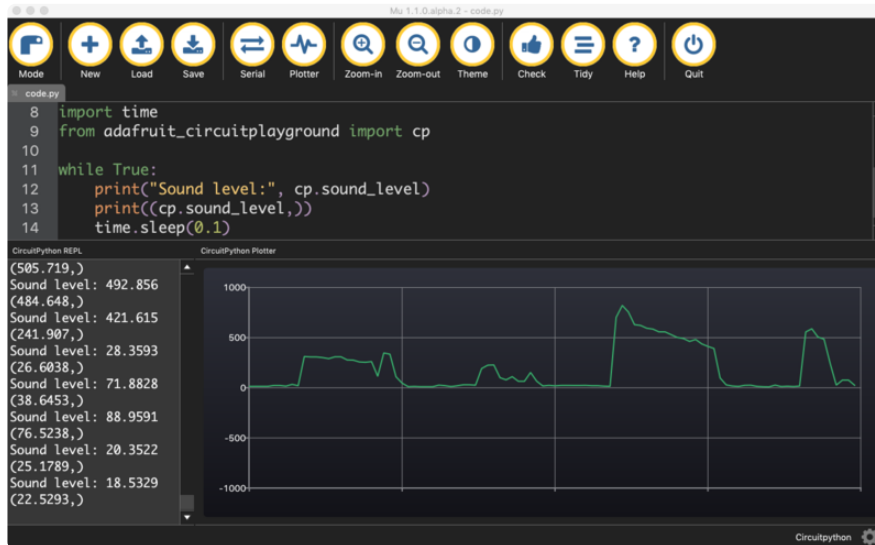 Mu 1.1.0.alpha.2 - code.py
Mode New Load Save Serial Plotter Zoom-in Zoom-out Theme Check Tidy Help Quit
code.py
8 import time
9 from adafruit_circuitplayground import cp
10
11 while True:
12 print("Sound level:", cp.sound_level)
13 print((cp.sound_level,))
14 time.sleep(0.1)
CircuitPython REPL
(505.719,)
Sound level: 492.856
(484.648,)
Sound level: 421.615
(241.907,)
Sound level: 28.3593
(26.6038,)
Sound level: 71.8828
(38.6453,)
Sound level: 88.9591
(76.5238,)
Sound level: 20.3522
(25.1789,)
Sound level: 18.5329
(22.5293,)
CircuitPython Plotter
1000
500
0
-500
-1000
Circuitpython